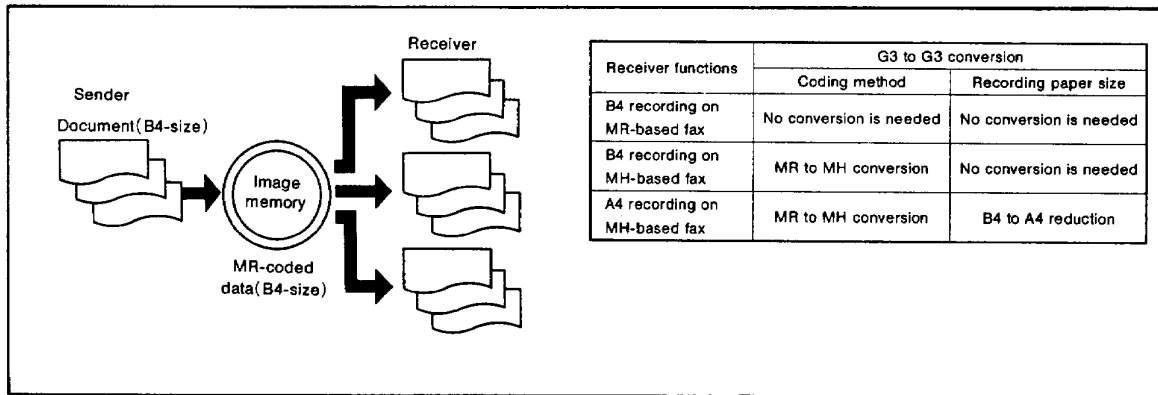 Sender
Document(B4-size)
Image
memory
MR-coded
data(B4-size)
Receiver
Receiver functions
G3 to G3 conversion
Coding method
Recording paper size
B4 recording on
MR-based fax
No conversion is needed
No conversion is needed
B4 recording on
MH-based fax
MR to MH conversion
No conversion is needed
A4 recording on
MH-based fax
MR to MH conversion
B4 to A4 reduction